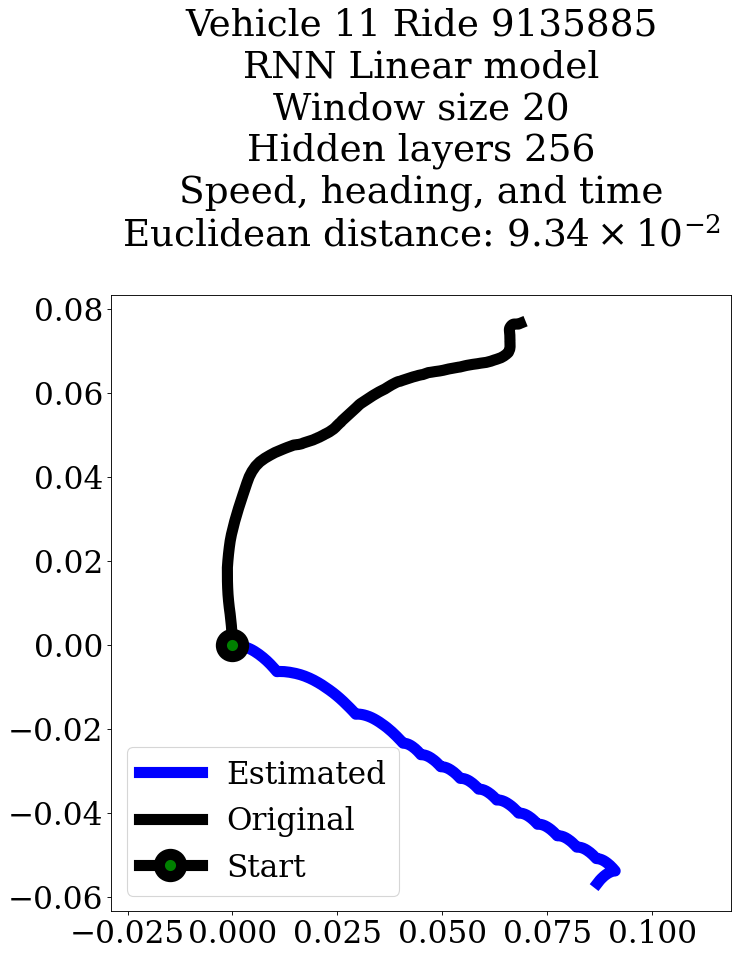 Vehicle 11 Ride 9135885
RNN Linear model
Window size 20
Hidden layers 256
Speed, heading, and time
Euclidean distance: 9.34 × 10⁻²
0.08
0.06
0.04
0.02
0.00
−0.02
−0.04
−0.06
Estimated
Original
Start
−0.025 0.000 0.025 0.050 0.075 0.100